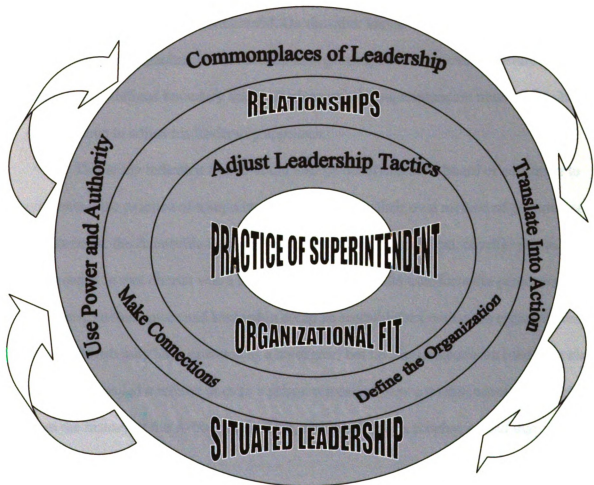 Commonplaces of Leadership
RELATIONSHIPS
Adjust Leadership Tactics
Use Power and Authority
Translate Into Action
PRACTICE OF SUPERINTENDENT
Make Connections
Define the Organization
ORGANIZATIONAL FIT
SITUATED LEADERSHIP